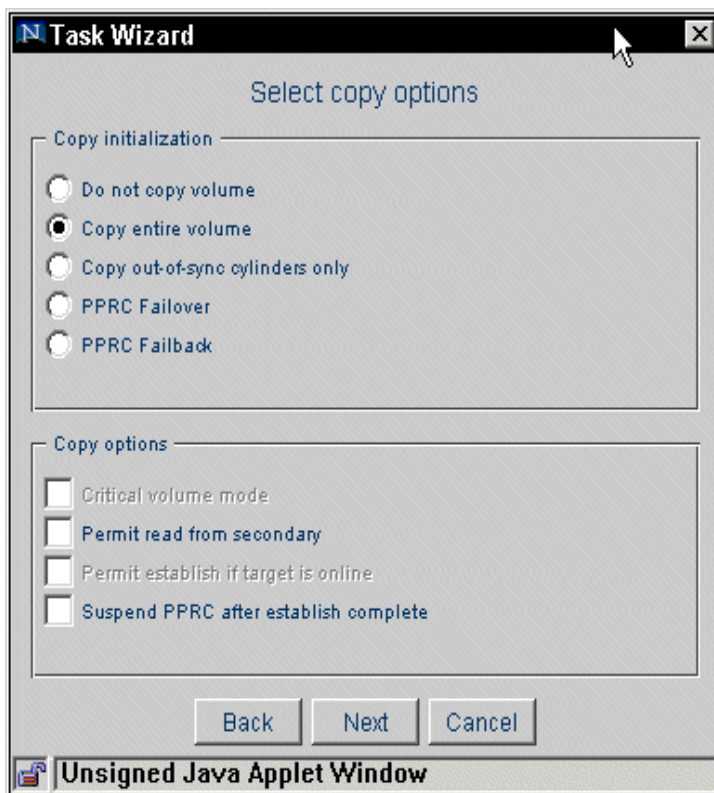 N Task Wizard
Select copy options
Copy initialization
Do not copy volume
Copy entire volume
Copy out-of-sync cylinders only
PPRC Failover
PPRC Failback
Copy options
Critical volume mode
Permit read from secondary
Permit establish if target is online
Suspend PPRC after establish complete
Back Next Cancel
Unsigned Java Applet Window